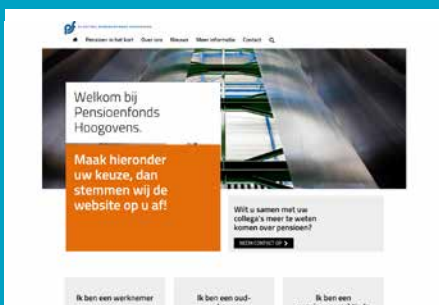 Pensioen in het kort Over ons Nieuws Meer informatie Contact
Welkom bij
Pensioenfonds
Hoogovens.
Maak hieronder
uw keuze, dan
stemmen wij de
website op u af!
Wilt u samen met uw
collega's meer te weten
komen over pensioen?
NEEM CONTACT OP
Ik ben een werknemer
Ik ben een oud-
Ik ben een